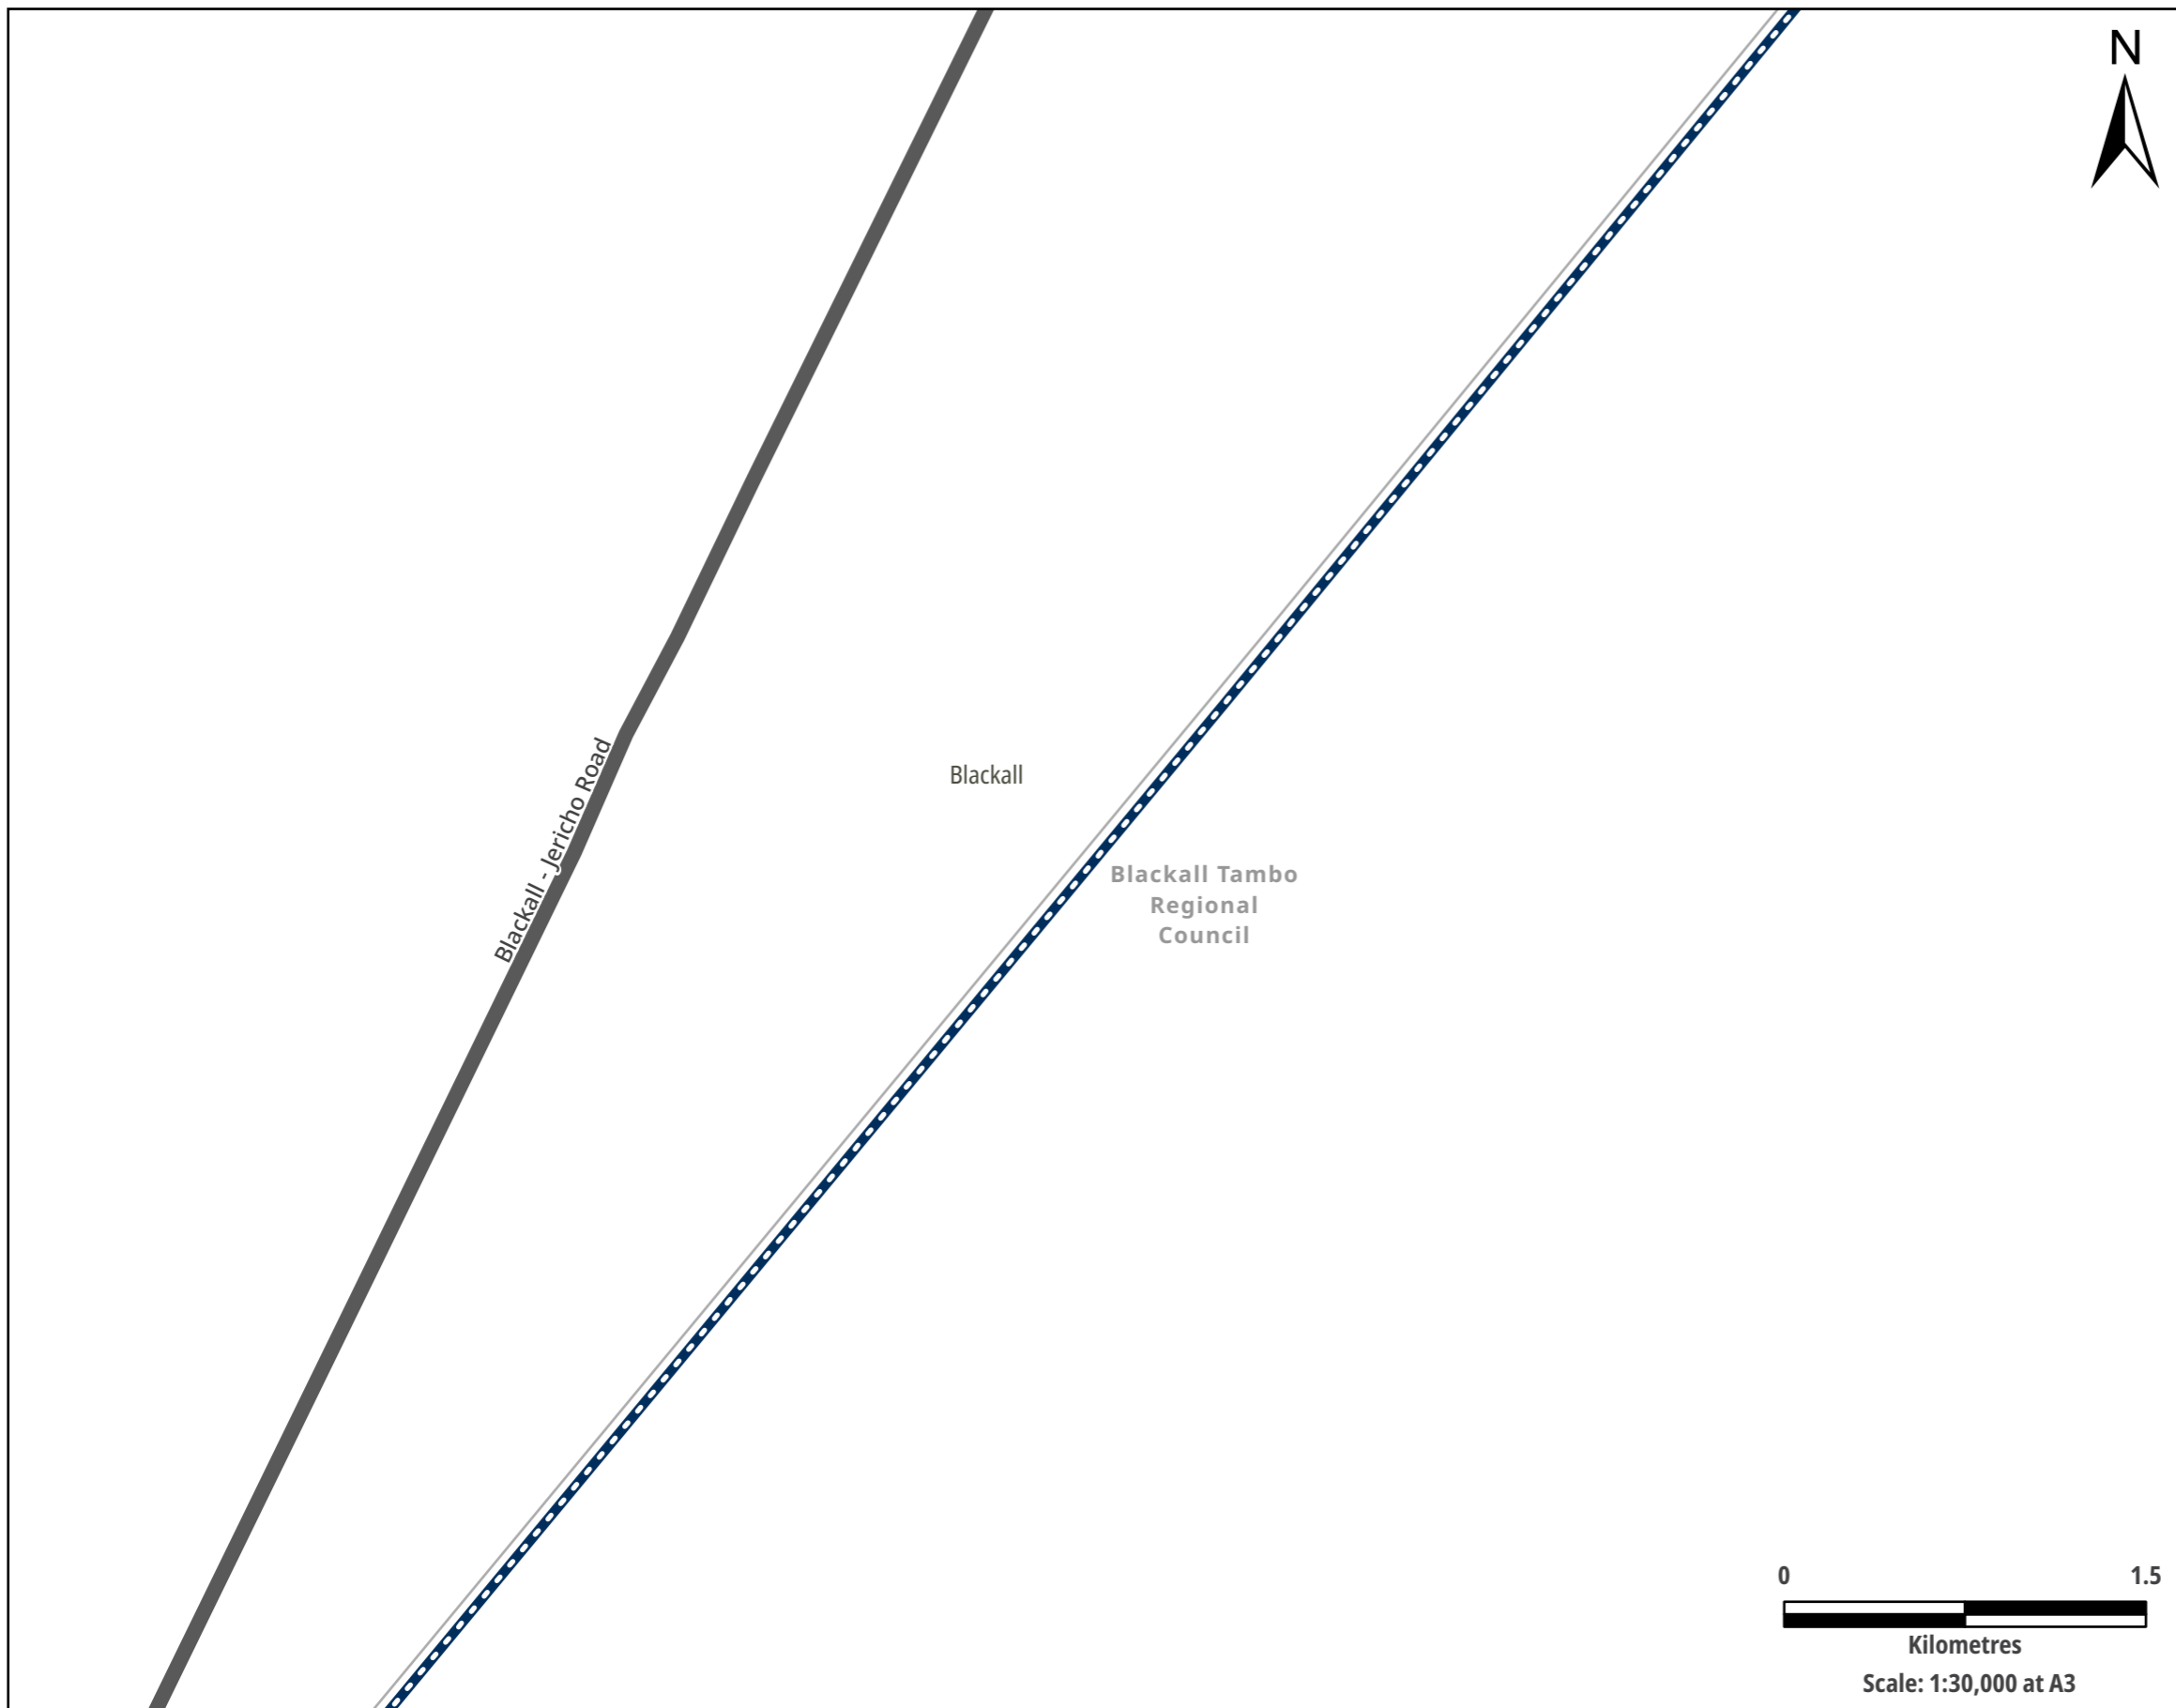 N
Blackall - Jericho Road
Blackall
Blackall Tambo
Regional
Council
0 1.5
Kilometres
Scale: 1:30,000 at A3